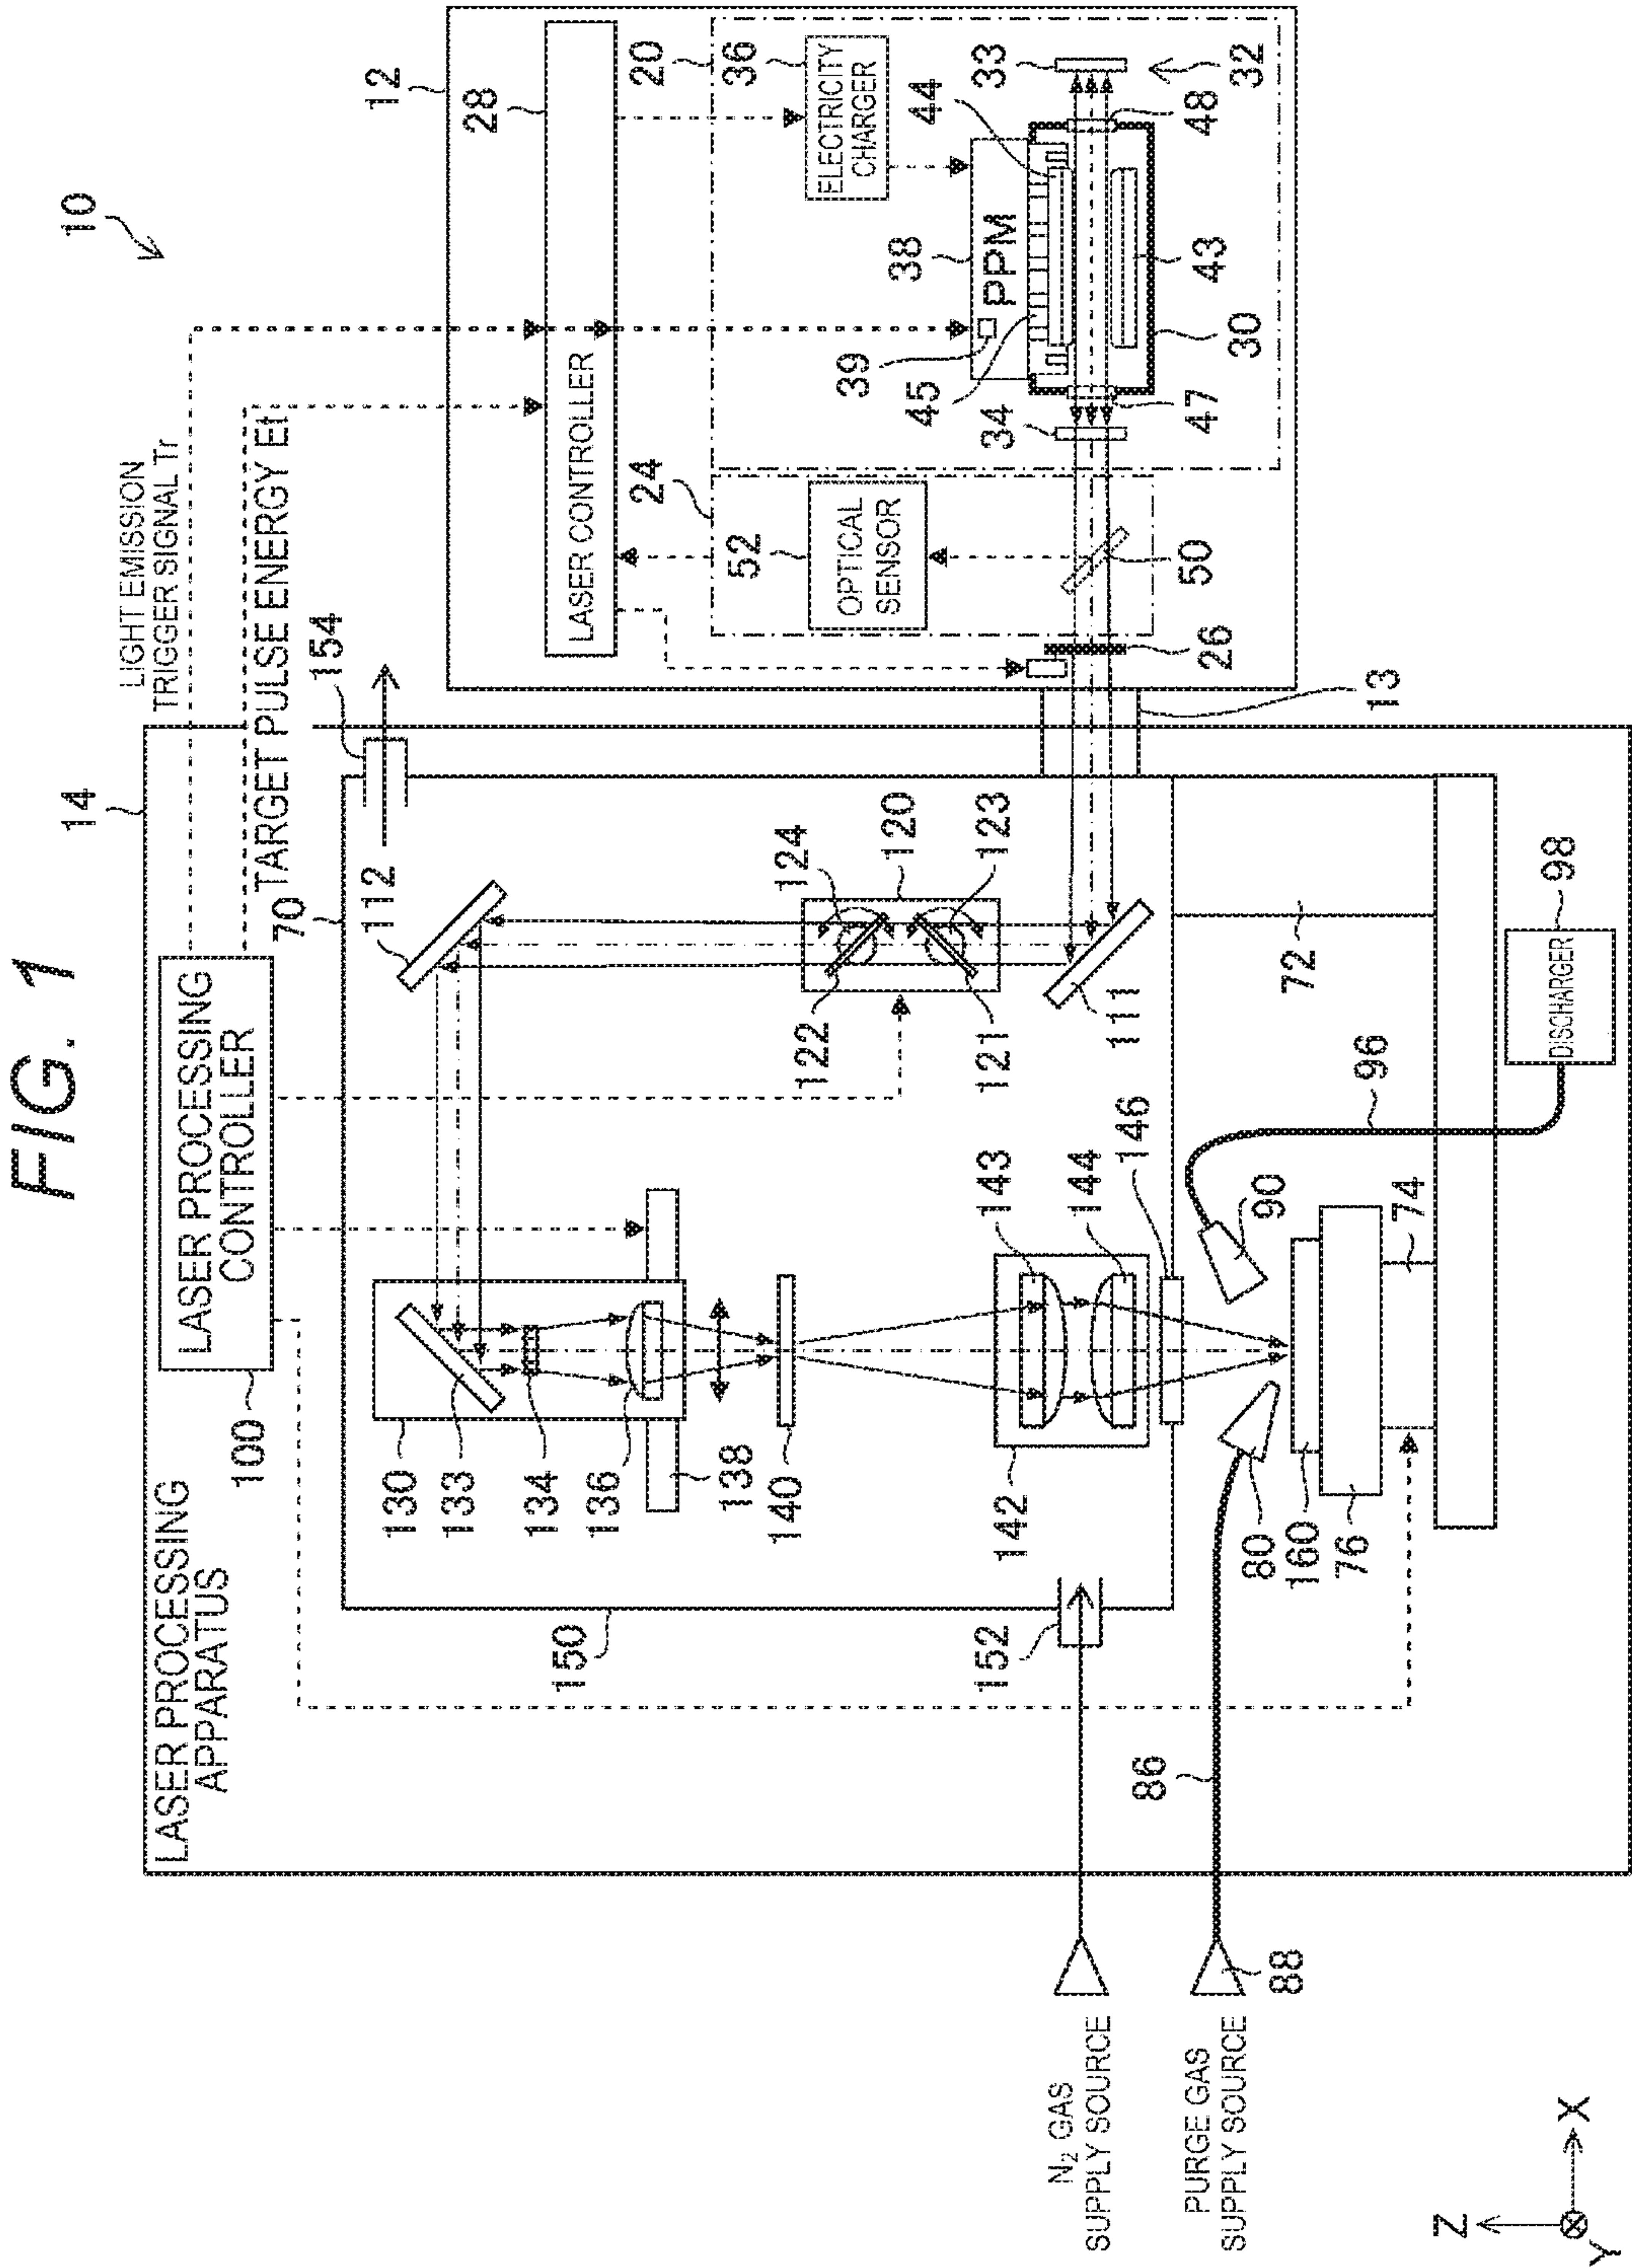 FIG. 1
10
LASER PROCESSING
APPARATUS
14
LIGHT EMISSION
TRIGGER SIGNAL Tr
TARGET PULSE ENERGY Et
12
28
LASER CONTROLLER
100
LASER PROCESSING
CONTROLLER
70
154
112
24
20
36
ELECTRICITY
CHARGER
52
OPTICAL
SENSOR
38
PPM
39
45
44
33
34
32
48
47
43
30
50
26
13
130
133
134
136
138
140
124
120
122
123
121
111
143
144
142
146
150
152
72
90
96
98
DISCHARGER
80
160
76
74
86
88
N₂ GAS
SUPPLY SOURCE
PURGE GAS
SUPPLY SOURCE
Z
X
Y